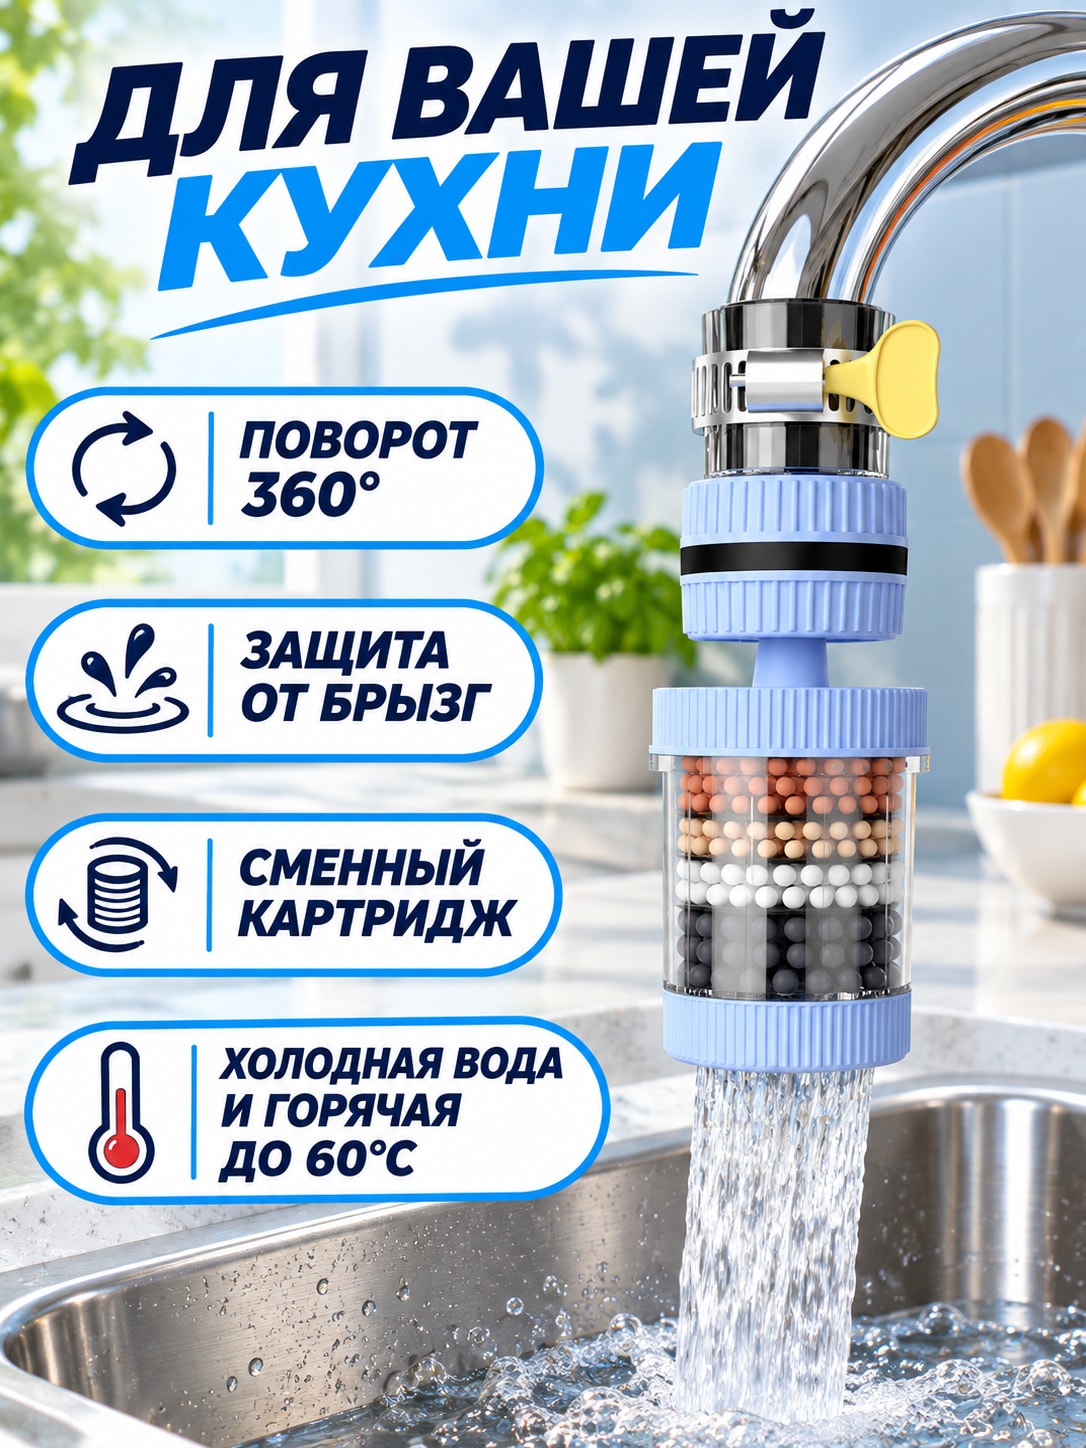 ДЛЯ ВАШЕЙ
КУХНИ
ПОВОРОТ
360°
ЗАЩИТА
ОТ БРЫЗГ
СМЕННЫЙ
КАРТРИДЖ
ХОЛОДНАЯ ВОДА
И ГОРЯЧАЯ
ДО 60°С